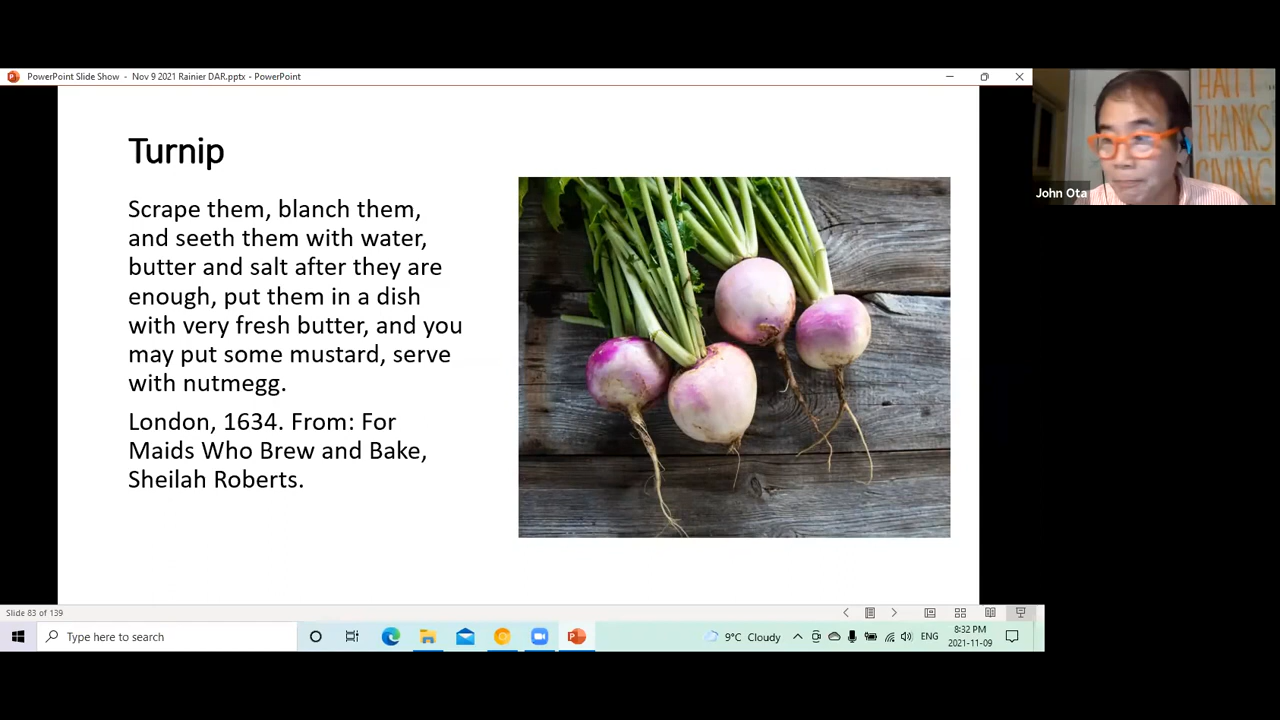 PowerPoint Slide Show - Nov 9 2021 Rainier DAR.pptx - PowerPoint
Turnip
Scrape them, blanch them,
and seeth them with water,
butter and salt after they are
enough, put them in a dish
with very fresh butter, and you
may put some mustard, serve
with nutmegg.
London, 1634. From: For
Maids Who Brew and Bake,
Sheilah Roberts.
THANKS
John Ota
Slide 83 of 139
Type here to search
9°C Cloudy
ENG
8:32 PM
2021-11-09